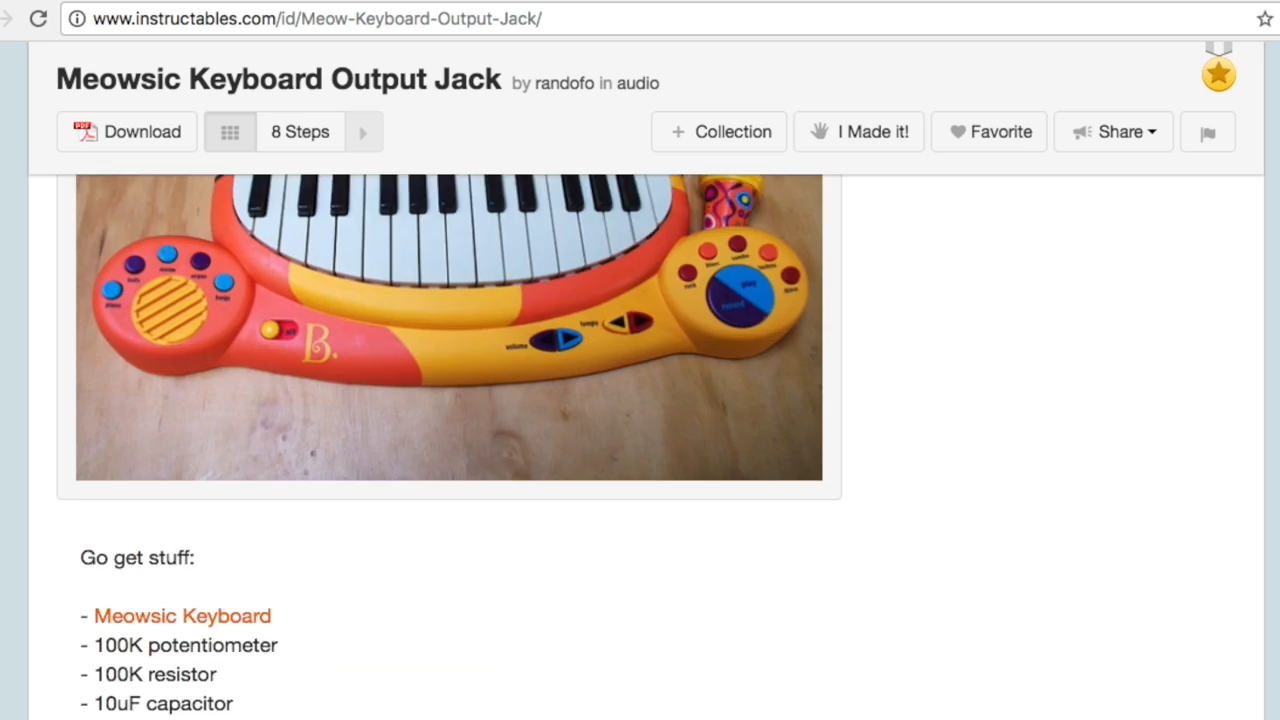 www.instructables.com/id/Meow-Keyboard-Output-Jack/
Meowsic Keyboard Output Jack by randofo in audio
PDF Download 8 Steps + Collection I Made it! Favorite Share
B.
volume
tempo
play
record
rock
Go get stuff:
- Meowsic Keyboard
- 100K potentiometer
- 100K resistor
- 10uF capacitor